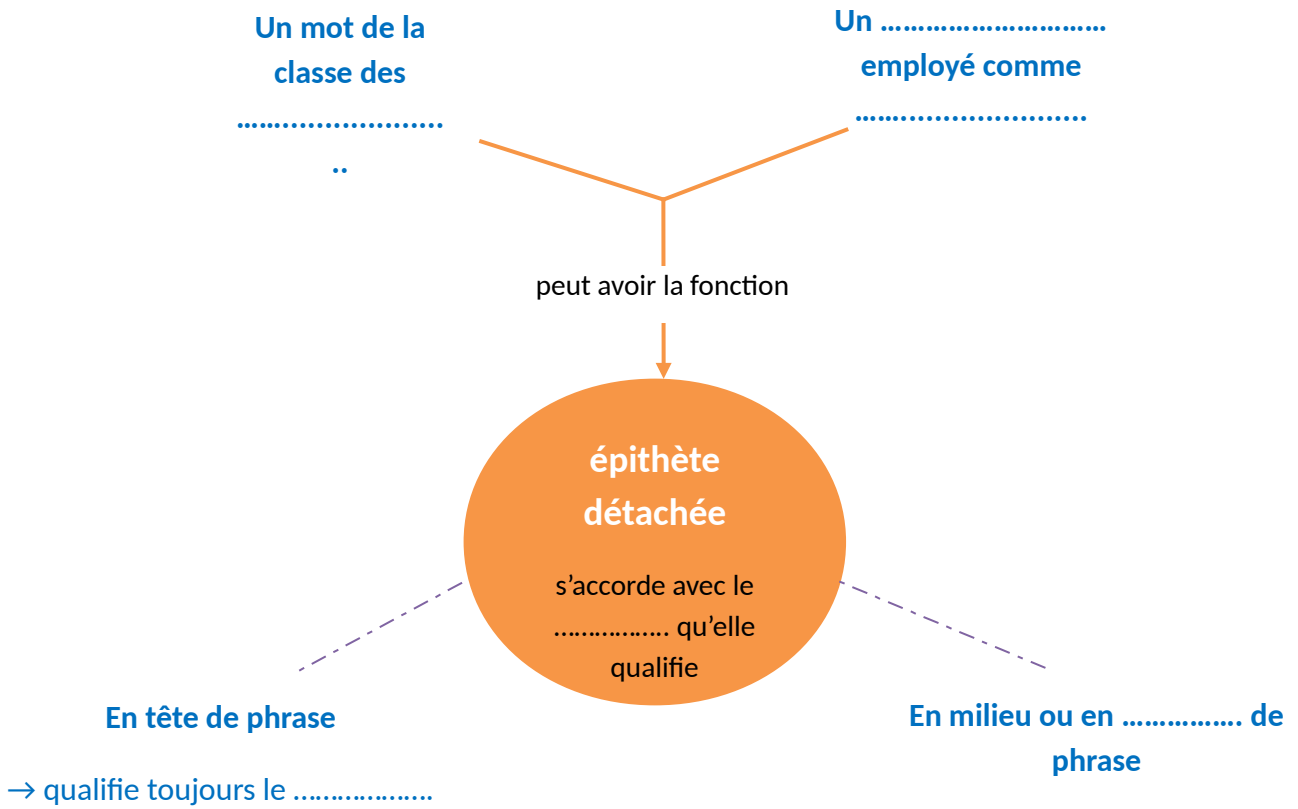 Un mot de la
classe des
…………………….
..
Un …………………………
employé comme
……………………….
peut avoir la fonction
épithète
détachée
s’accorde avec le
…………….. qu’elle
qualifie
En tête de phrase
→ qualifie toujours le ……………….
En milieu ou en ……………. de
phrase